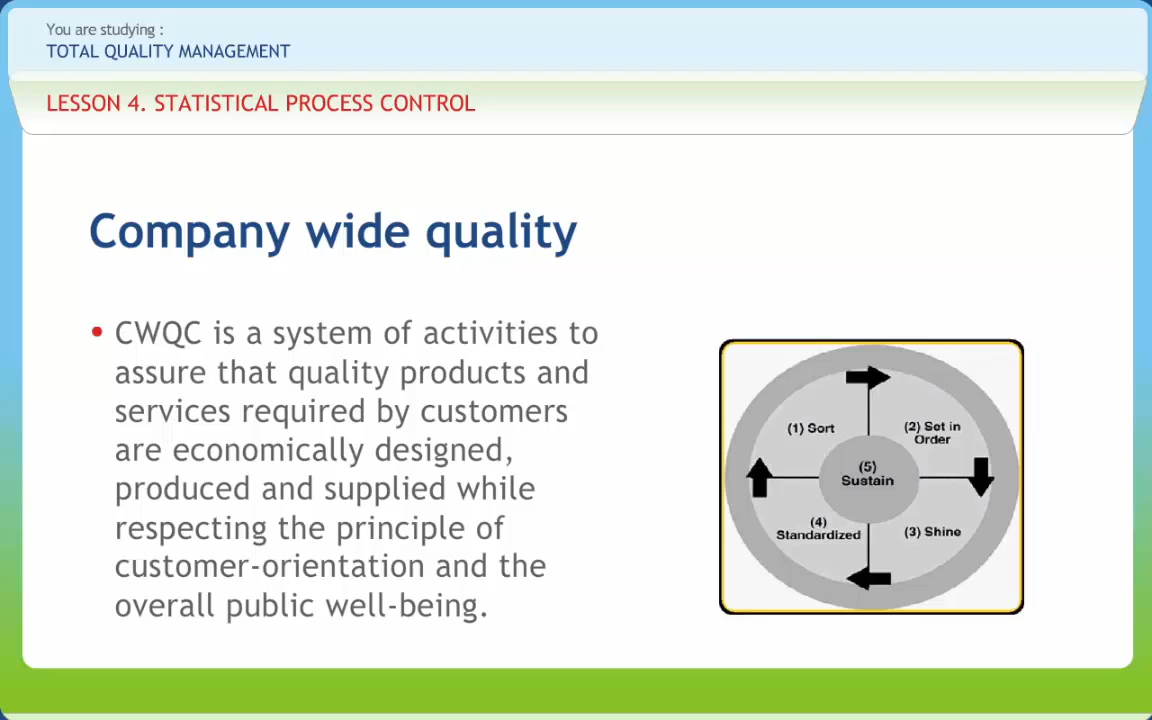 You are studying :
TOTAL QUALITY MANAGEMENT
LESSON 4. STATISTICAL PROCESS CONTROL
Company wide quality
• CWQC is a system of activities to
assure that quality products and
services required by customers
are economically designed,
produced and supplied while
respecting the principle of
customer-orientation and the
overall public well-being.
(1) Sort
(2) Set in
Order
(5)
Sustain
(4)
Standardized
(3) Shine